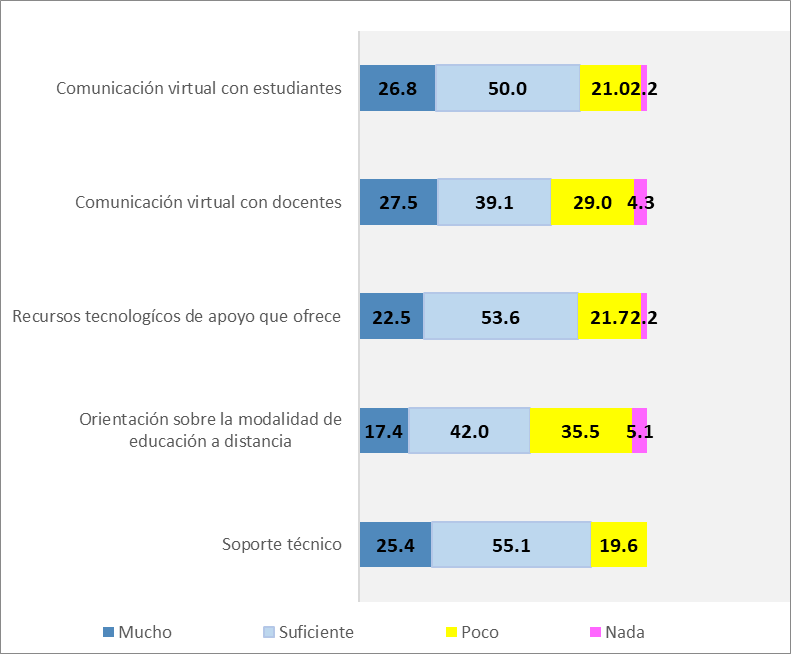 Comunicación virtual con estudiantes
26.8 50.0 21.0 2.2
Comunicación virtual con docentes
27.5 39.1 29.0 4.3
Recursos tecnologícos de apoyo que ofrece
22.5 53.6 21.7 2.2
Orientación sobre la modalidad de
educación a distancia
17.4 42.0 35.5 5.1
Soporte técnico
25.4 55.1 19.6
Mucho Suficiente Poco Nada